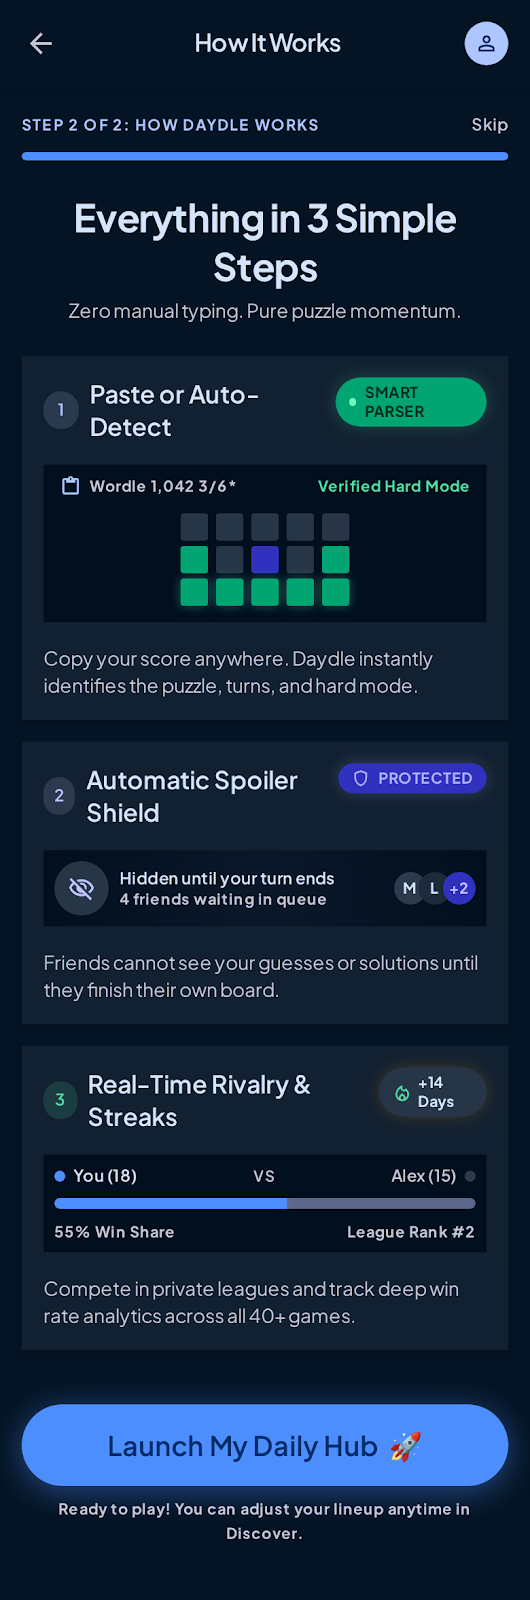 How It Works
STEP 2 OF 2: HOW DAYDLE WORKS
Skip
Everything in 3 Simple
Steps
Zero manual typing. Pure puzzle momentum.
1
Paste or Auto-
Detect
SMART
PARSER
Wordle 1,042 3/6*
Verified Hard Mode
Copy your score anywhere. Daydle instantly
identifies the puzzle, turns, and hard mode.
2
Automatic Spoiler
Shield
PROTECTED
Hidden until your turn ends
4 friends waiting in queue
M L +2
Friends cannot see your guesses or solutions until
they finish their own board.
3
Real-Time Rivalry &
Streaks
+14
Days
You (18)
VS
Alex (15)
55% Win Share
League Rank #2
Compete in private leagues and track deep win
rate analytics across all 40+ games.
Launch My Daily Hub 🚀
Ready to play! You can adjust your lineup anytime in
Discover.